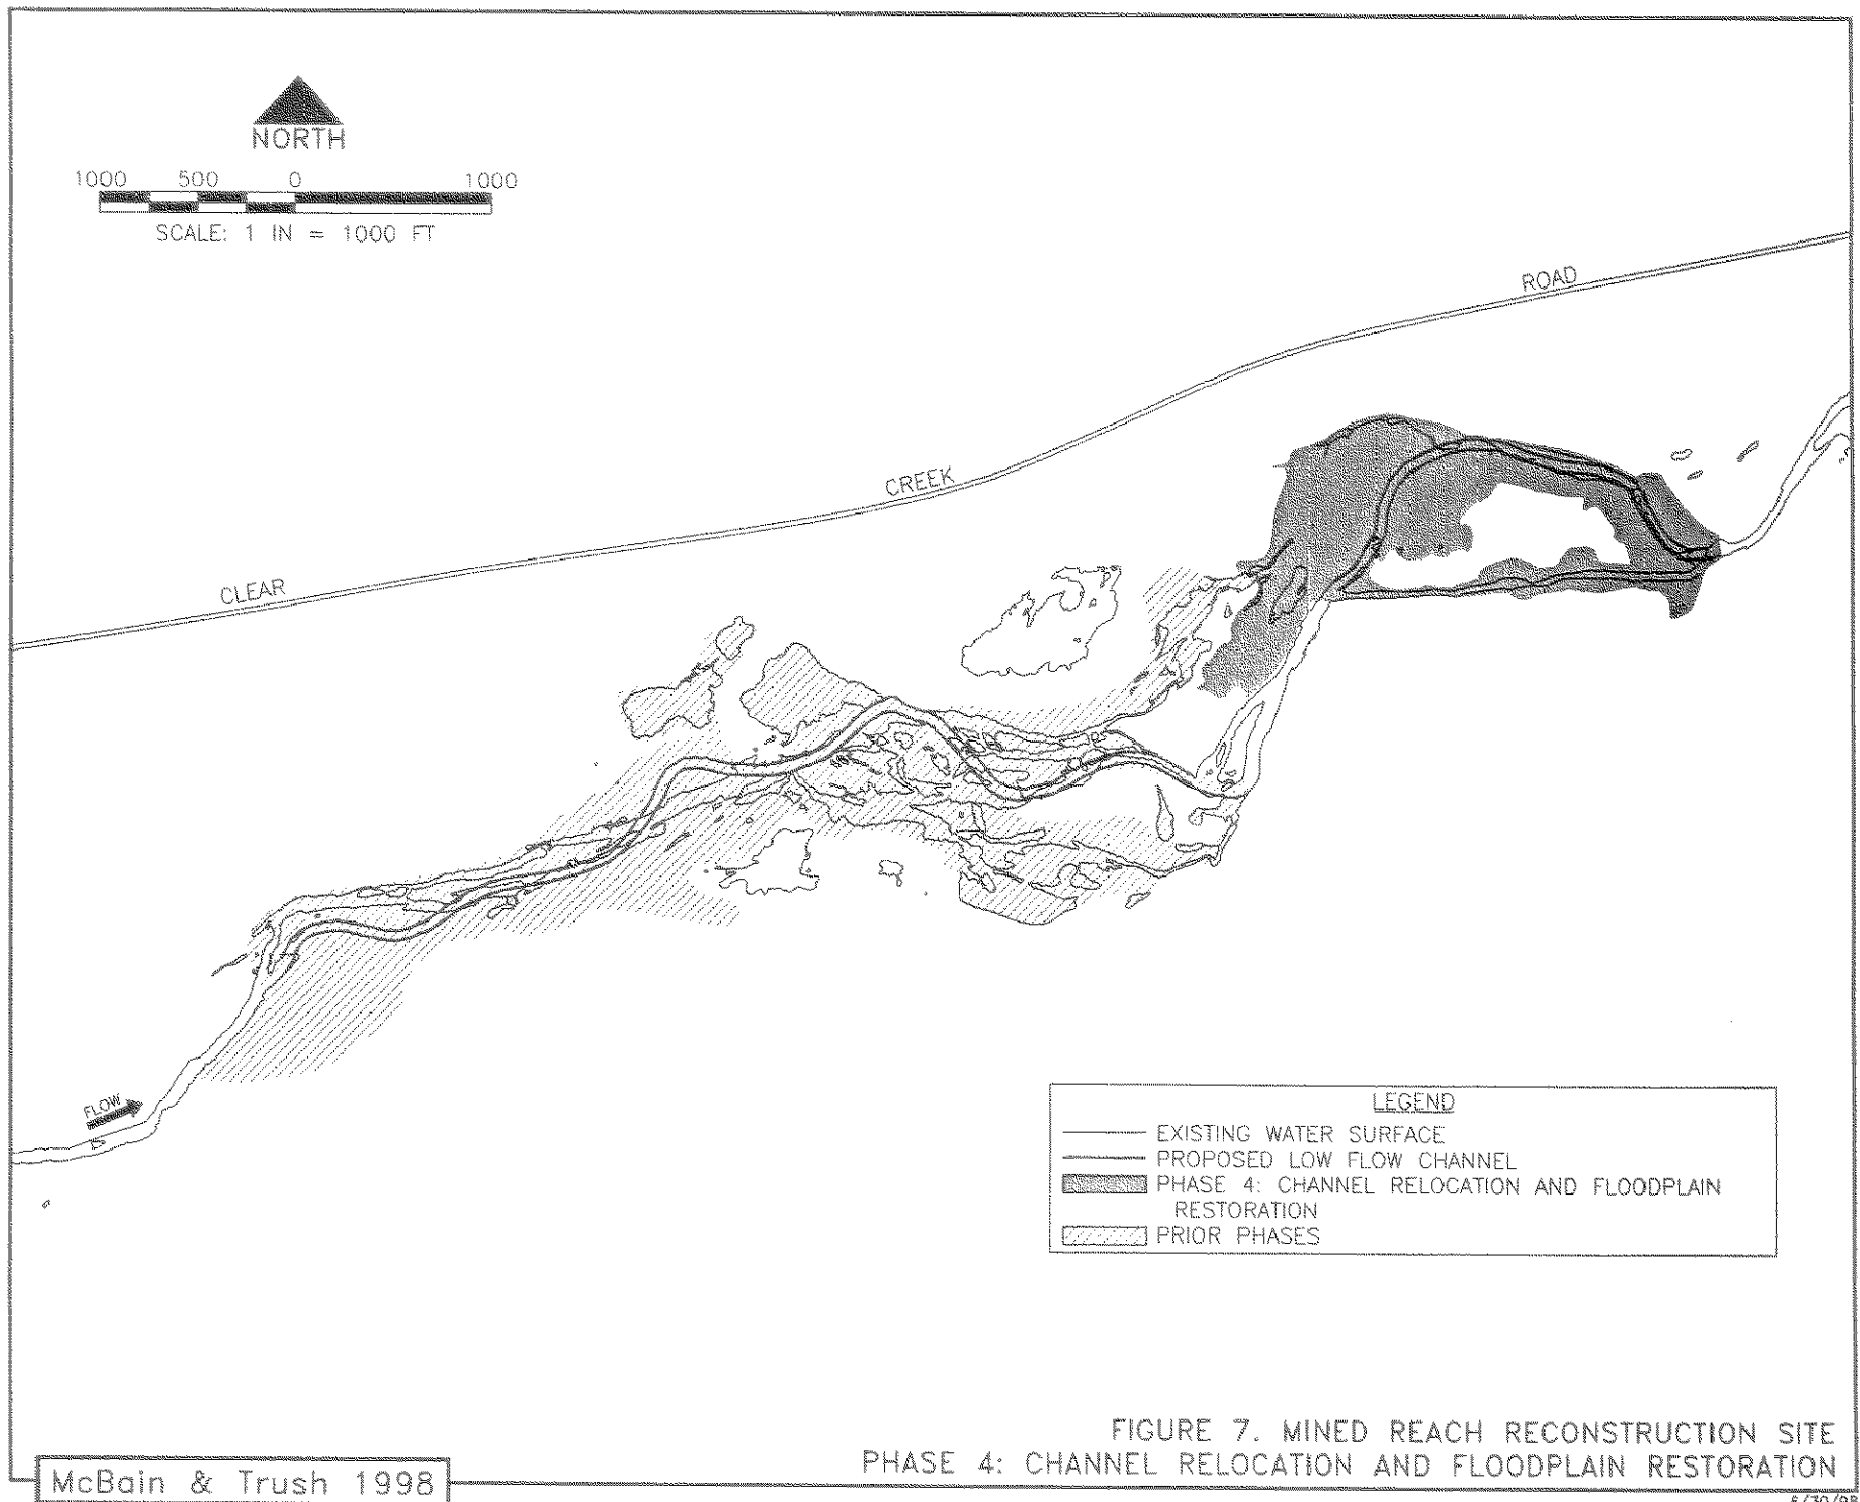 NORTH
1000 500 0 1000
SCALE: 1 IN = 1000 FT
ROAD
CREEK
CLEAR
FLOW
LEGEND
EXISTING WATER SURFACE
PROPOSED LOW FLOW CHANNEL
PHASE 4: CHANNEL RELOCATION AND FLOODPLAIN
RESTORATION
PRIOR PHASES
FIGURE 7. MINED REACH RECONSTRUCTION SITE
PHASE 4: CHANNEL RELOCATION AND FLOODPLAIN RESTORATION
McBain & Trush 1998